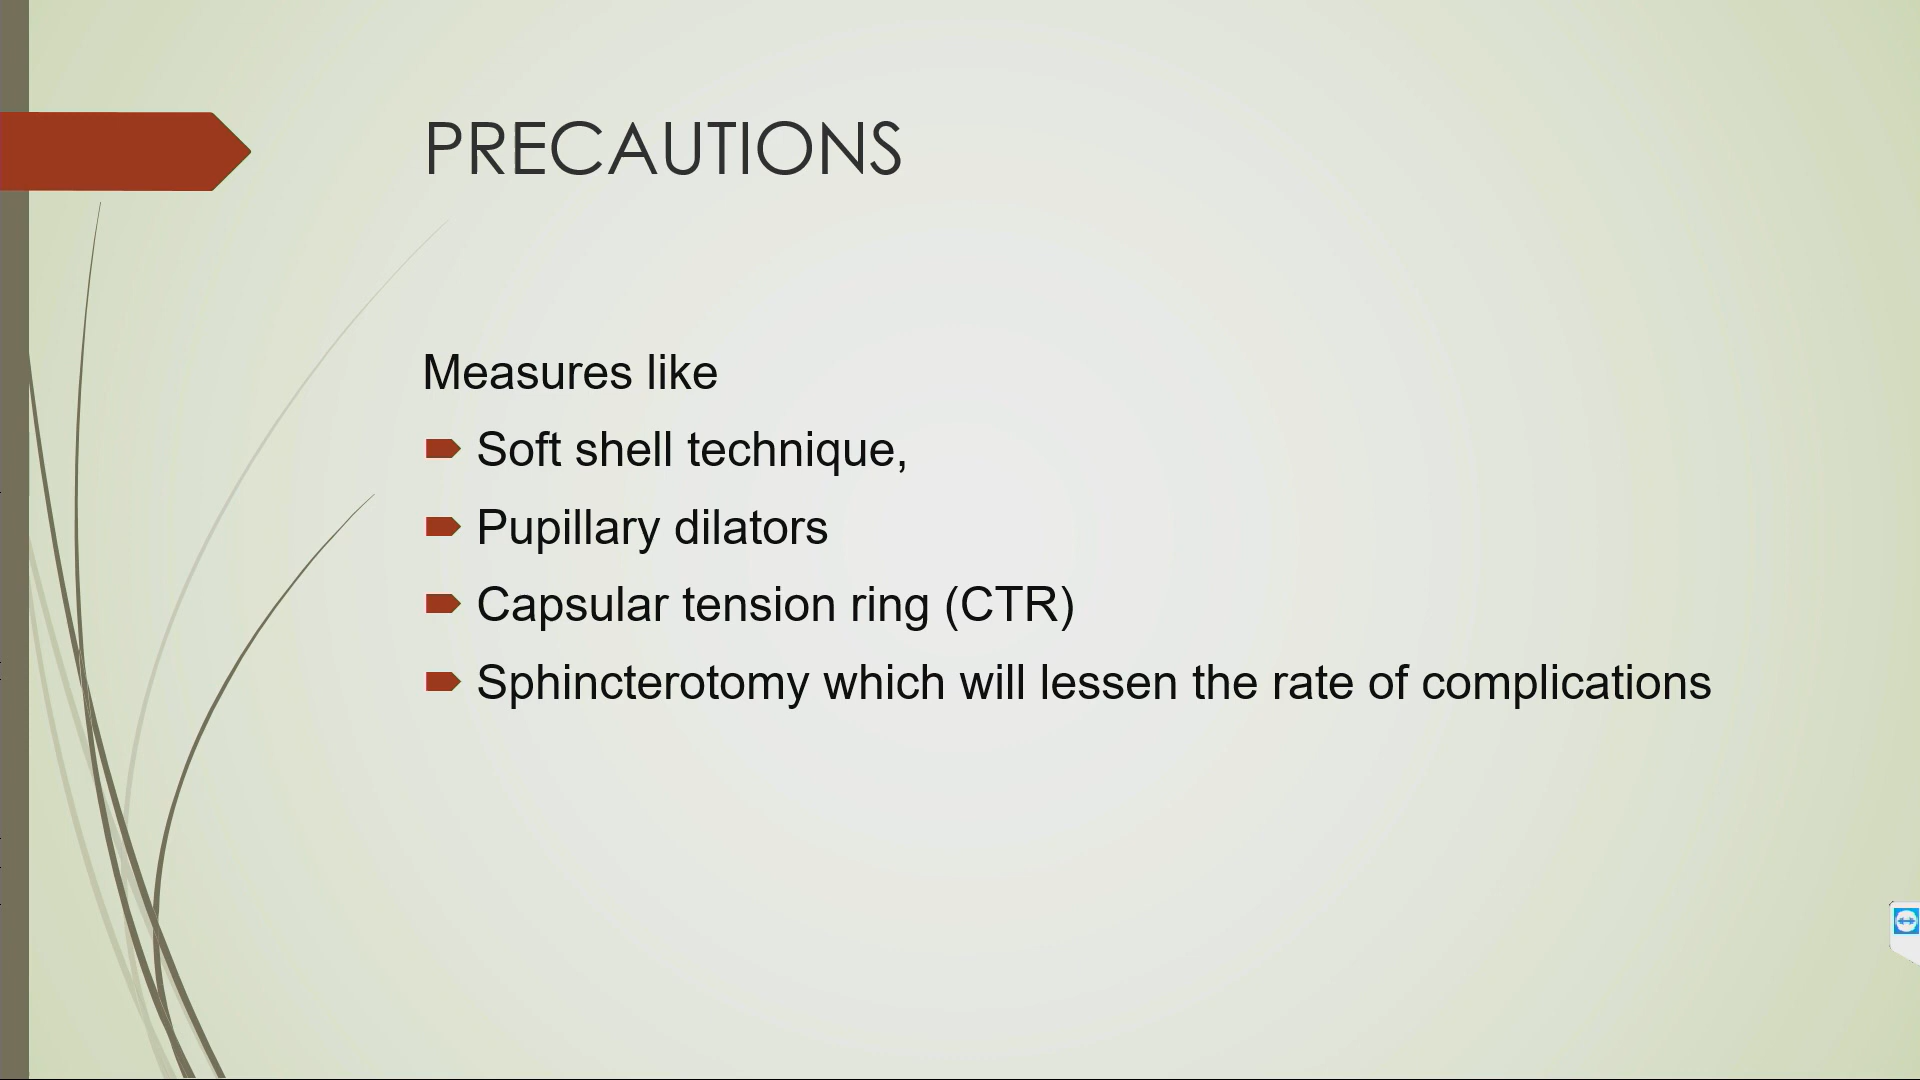 PRECAUTIONS
Measures like
Soft shell technique,
Pupillary dilators
Capsular tension ring (CTR)
Sphincterotomy which will lessen the rate of complications